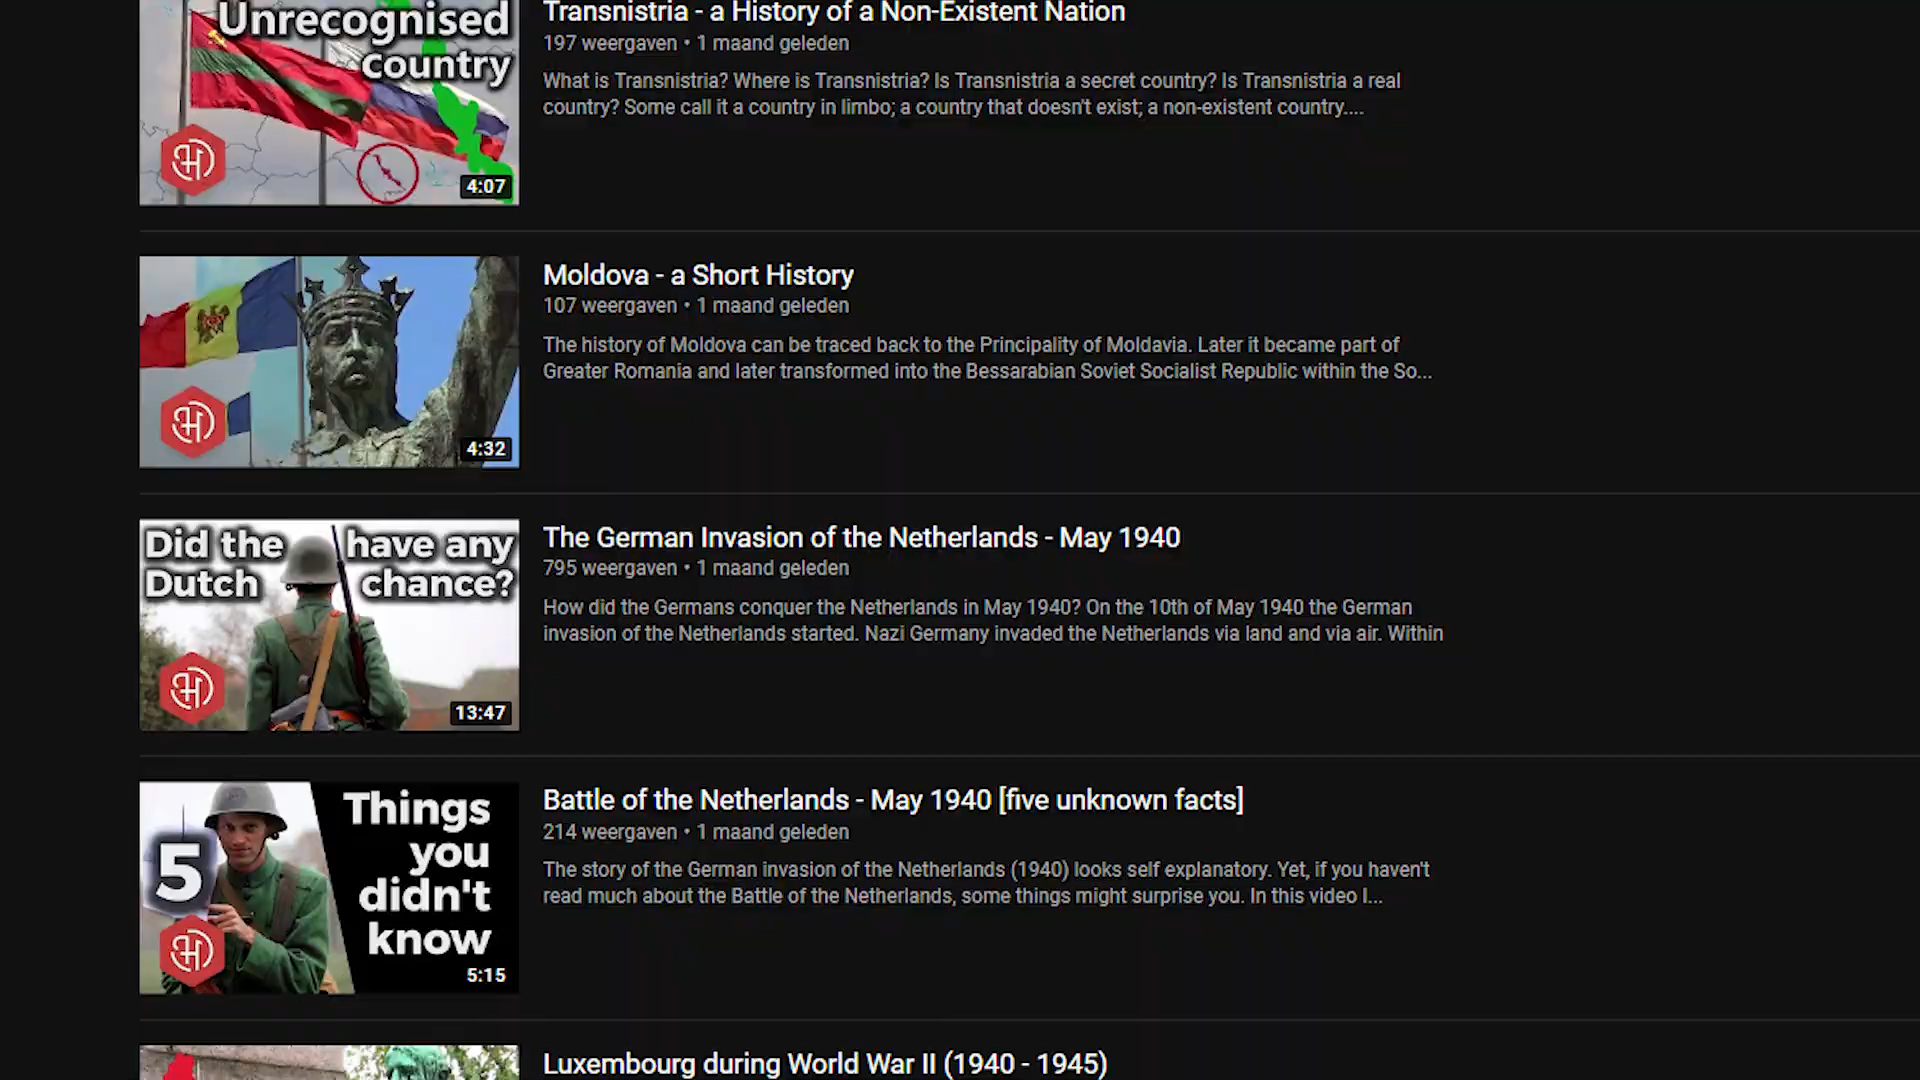 Unrecognised
country
4:07
Transnistria - a History of a Non-Existent Nation
197 weergaven • 1 maand geleden
What is Transnistria? Where is Transnistria? Is Transnistria a secret country? Is Transnistria a real
country? Some call it a country in limbo; a country that doesn't exist; a non-existent country....
4:32
Moldova - a Short History
107 weergaven • 1 maand geleden
The history of Moldova can be traced back to the Principality of Moldavia. Later it became part of
Greater Romania and later transformed into the Bessarabian Soviet Socialist Republic within the So...
Did the have any
Dutch chance?
13:47
The German Invasion of the Netherlands - May 1940
795 weergaven • 1 maand geleden
How did the Germans conquer the Netherlands in May 1940? On the 10th of May 1940 the German
invasion of the Netherlands started. Nazi Germany invaded the Netherlands via land and via air. Within
5
Things
you
didn't
know
5:15
Battle of the Netherlands - May 1940 [five unknown facts]
214 weergaven • 1 maand geleden
The story of the German invasion of the Netherlands (1940) looks self explanatory. Yet, if you haven't
read much about the Battle of the Netherlands, some things might surprise you. In this video I...
Luxembourg during World War II (1940 - 1945)